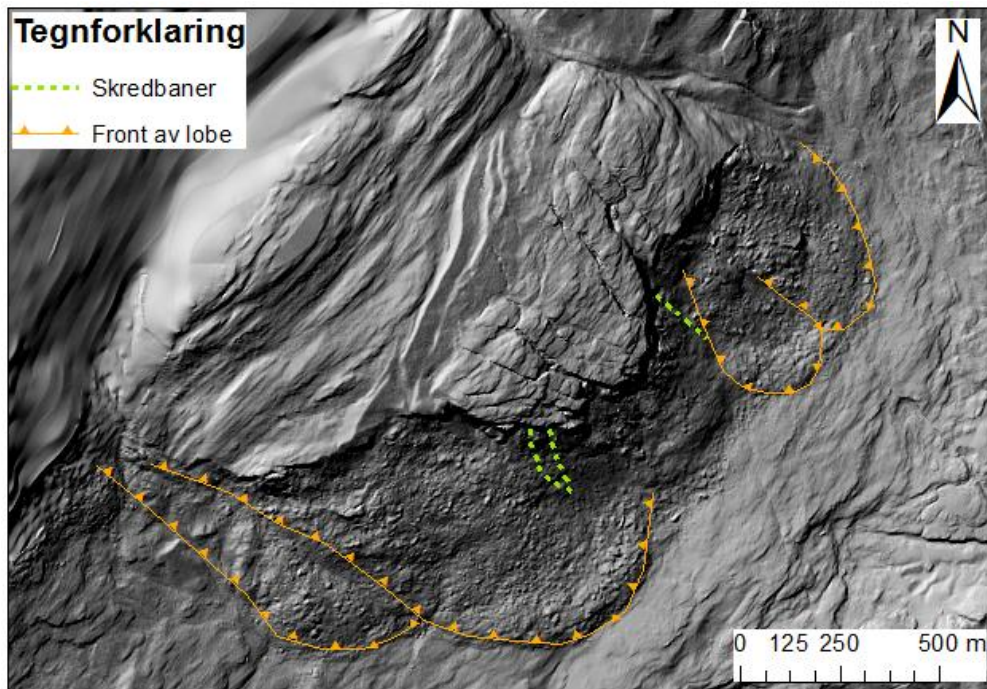 Tegnforklaring
Skredbaner
Front av lobe
N
0 125 250 500 m